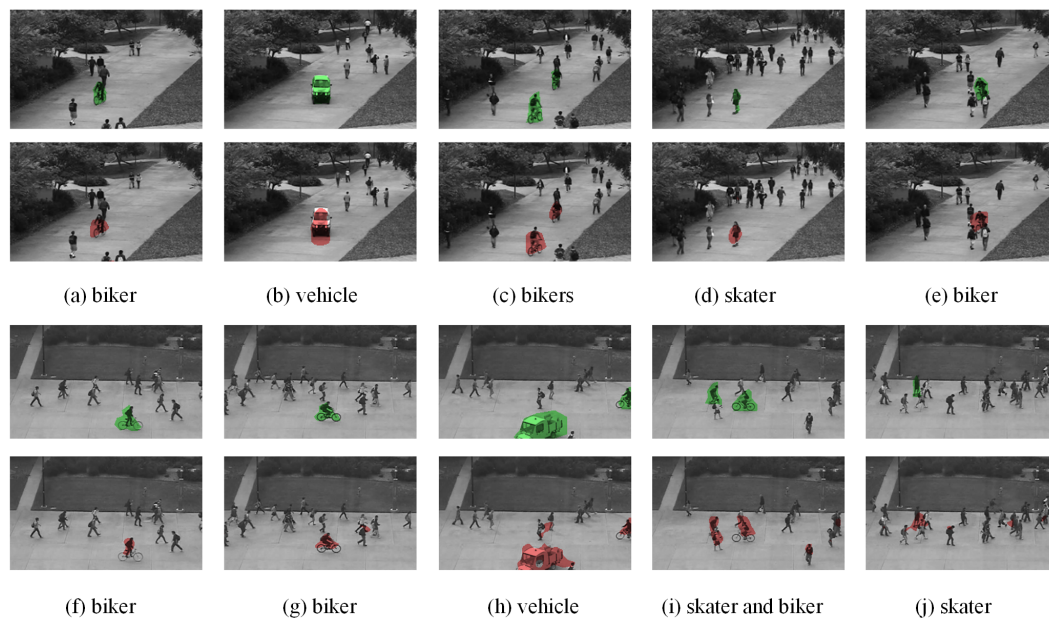 (a) biker (b) vehicle (c) bikers (d) skater (e) biker
(f) biker (g) biker (h) vehicle (i) skater and biker (j) skater